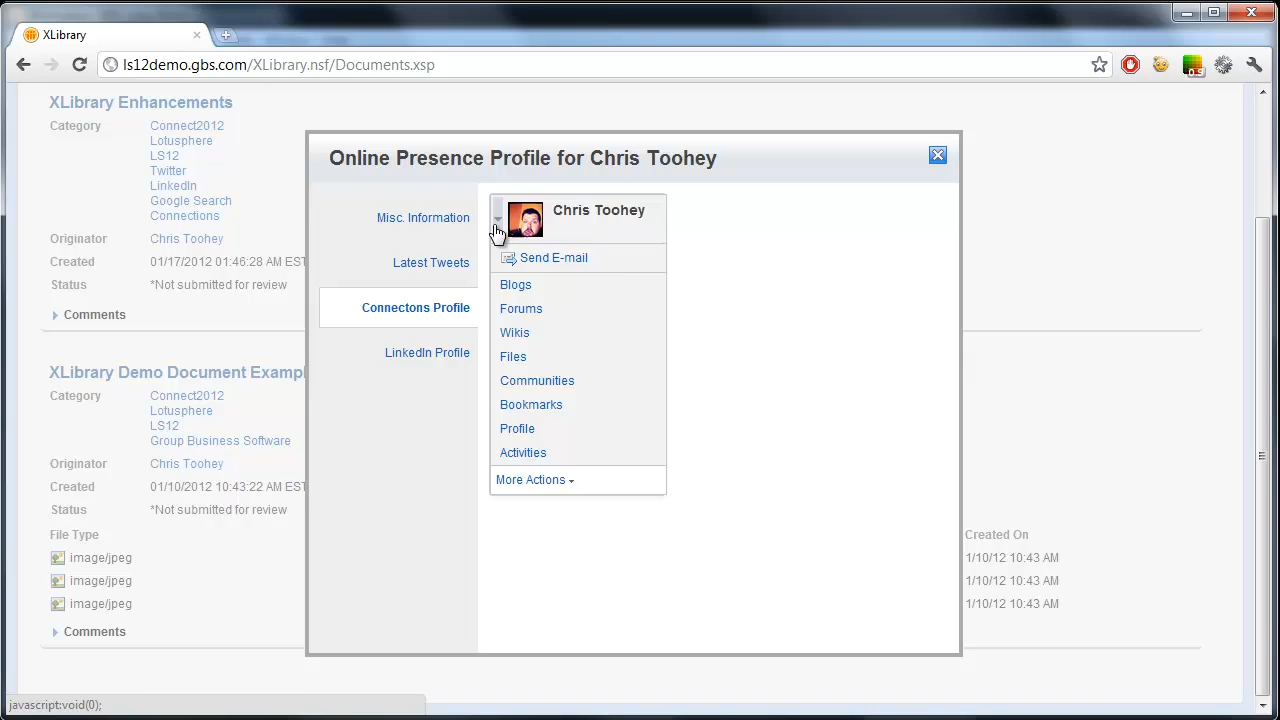 XLibrary
ls12demo.gbs.com/XLibrary.nsf/Documents.xsp
0.5
XLibrary Enhancements
Category
Connect2012
Lotusphere
LS12
Twitter
LinkedIn
Google Search
Connections
Originator
Chris Toohey
Created
01/17/2012 01:46:28 AM EST
Status
*Not submitted for review
Comments
XLibrary Demo Document Exampl
Category
Connect2012
Lotusphere
LS12
Group Business Software
Originator
Chris Toohey
Created
01/10/2012 10:43:22 AM EST
Status
*Not submitted for review
File Type
Created On
image/jpeg
1/10/12 10:43 AM
image/jpeg
1/10/12 10:43 AM
image/jpeg
1/10/12 10:43 AM
Comments
Online Presence Profile for Chris Toohey
Misc. Information
Latest Tweets
Connectons Profile
LinkedIn Profile
Chris Toohey
Send E-mail
Blogs
Forums
Wikis
Files
Communities
Bookmarks
Profile
Activities
More Actions
javascript:void(0);